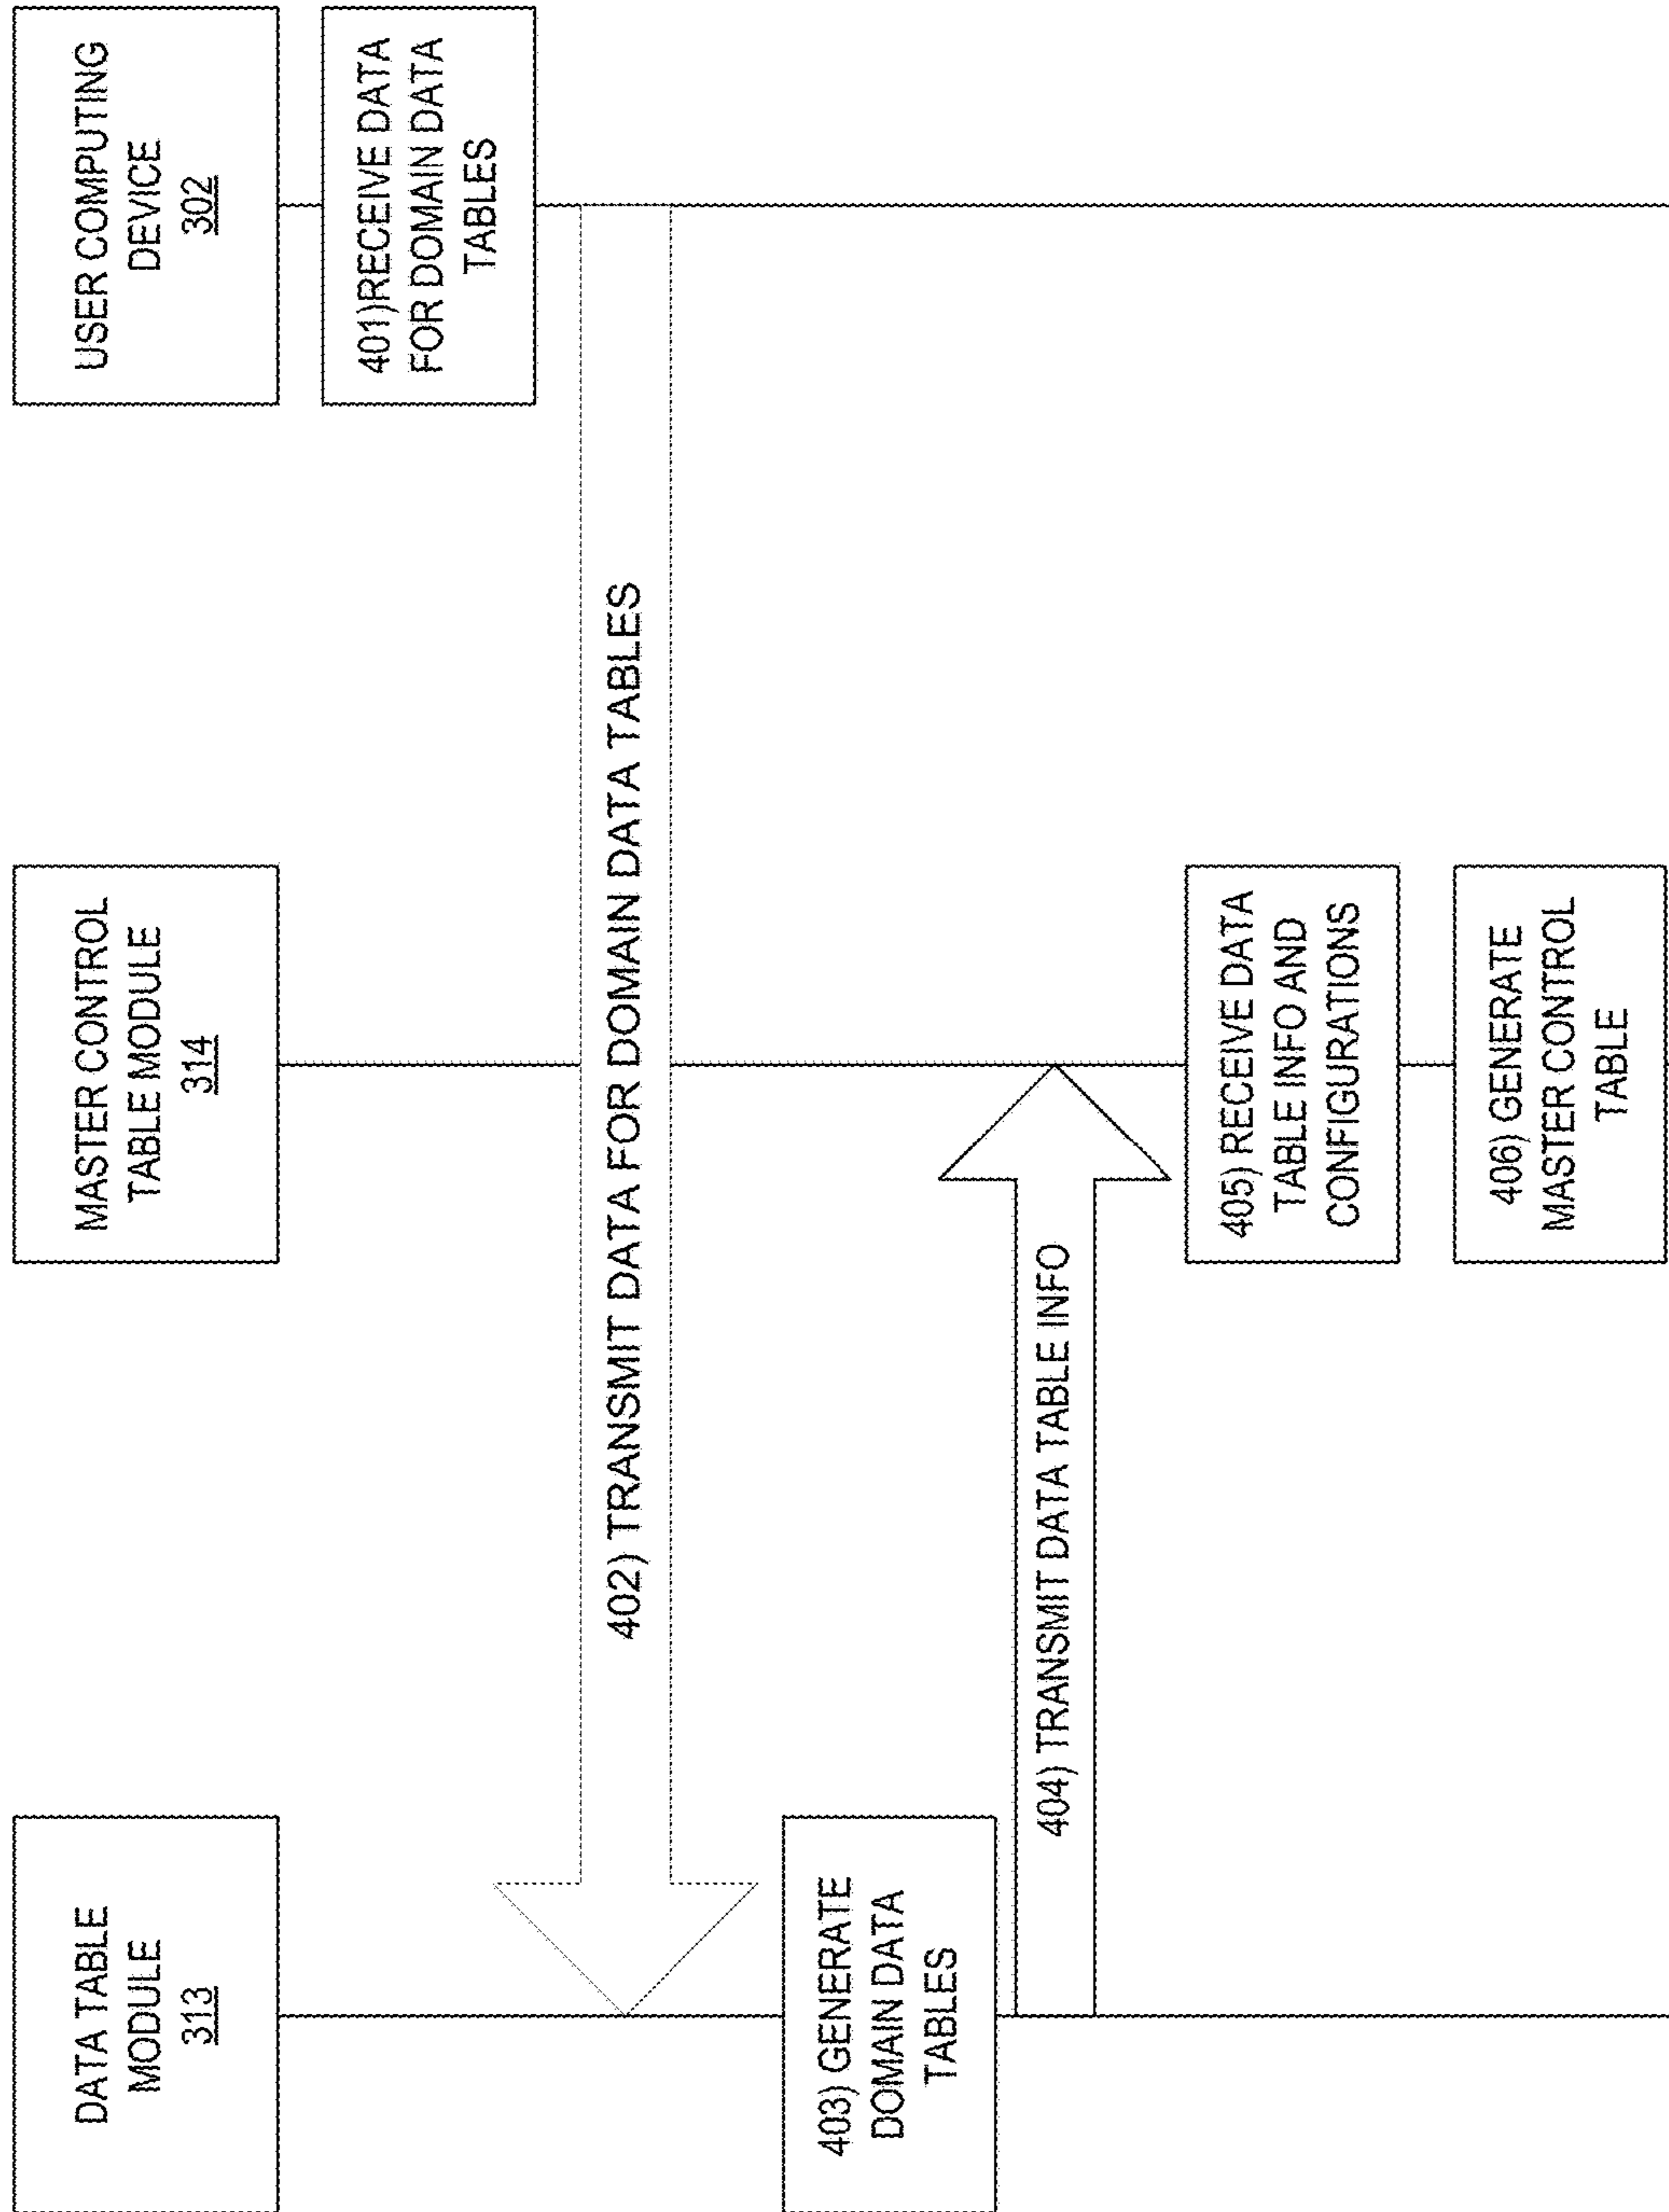 DATA TABLE
MODULE
313
MASTER CONTROL
TABLE MODULE
314
USER COMPUTING
DEVICE
302
401)RECEIVE DATA
FOR DOMAIN DATA
TABLES
402) TRANSMIT DATA FOR DOMAIN DATA TABLES
403) GENERATE
DOMAIN DATA
TABLES
404) TRANSMIT DATA TABLE INFO
405) RECEIVE DATA
TABLE INFO AND
CONFIGURATIONS
406) GENERATE
MASTER CONTROL
TABLE